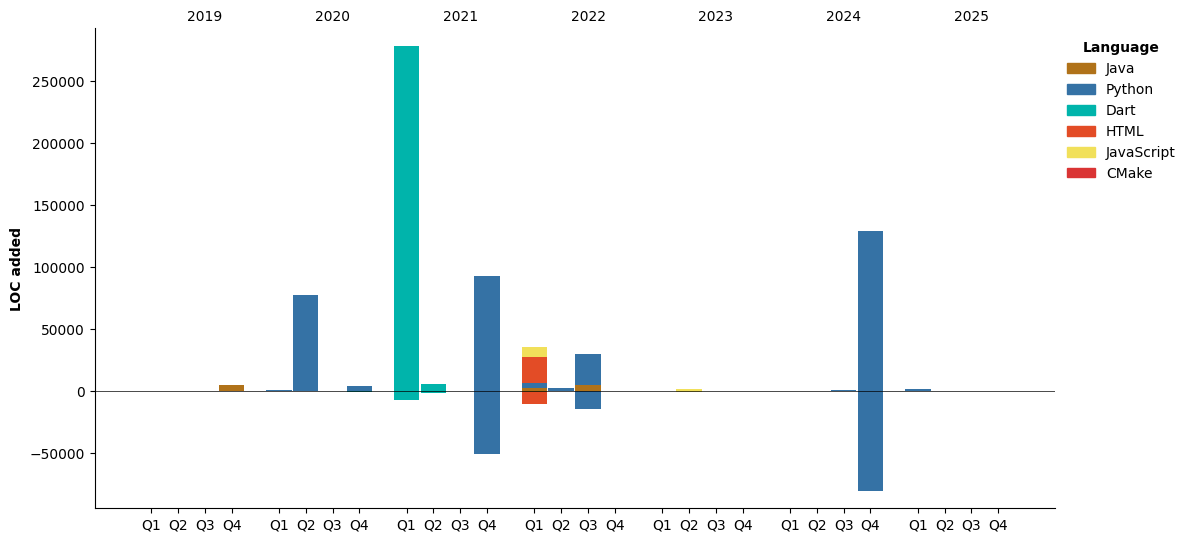 2019 2020 2021 2022 2023 2024 2025
Language
Java
Python
Dart
HTML
JavaScript
CMake
LOC added
250000
200000
150000
100000
50000
0
−50000
Q1 Q2 Q3 Q4 Q1 Q2 Q3 Q4 Q1 Q2 Q3 Q4 Q1 Q2 Q3 Q4 Q1 Q2 Q3 Q4 Q1 Q2 Q3 Q4 Q1 Q2 Q3 Q4